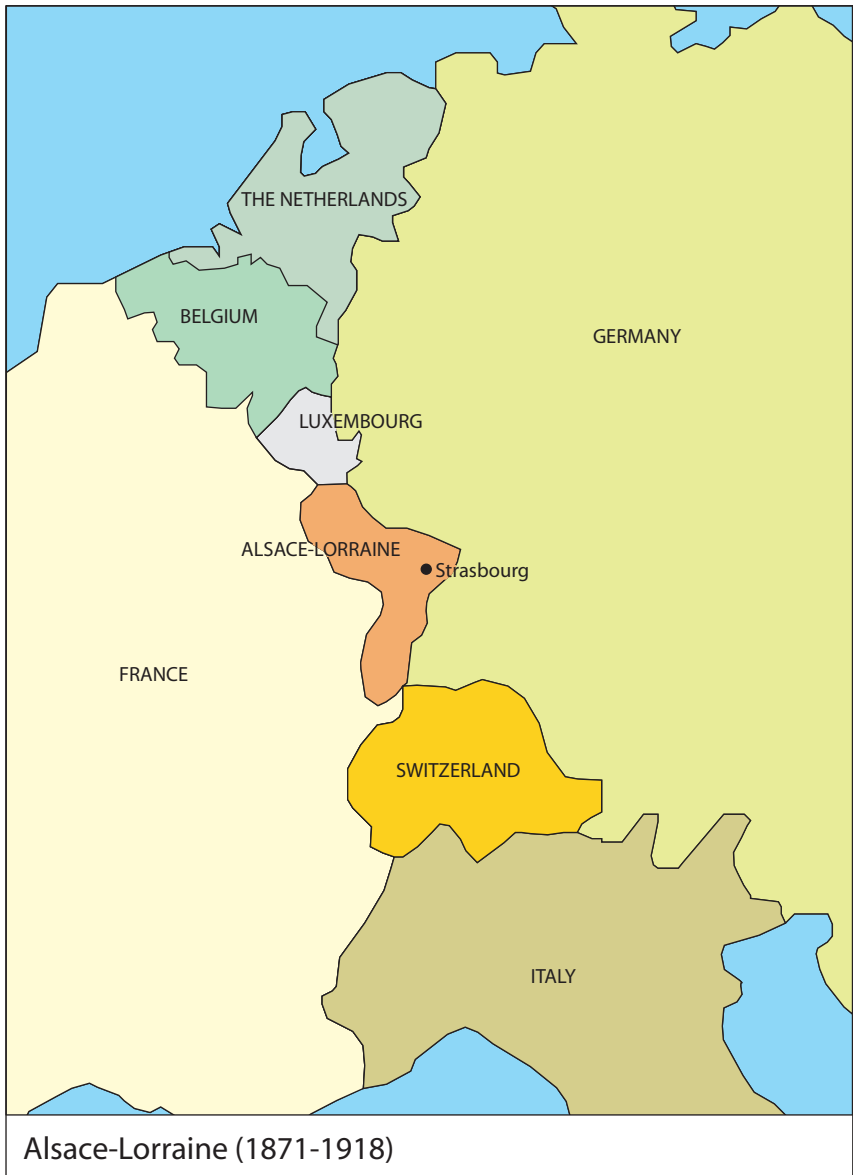 THE NETHERLANDS
BELGIUM
GERMANY
LUXEMBOURG
ALSACE-LORRAINE
Strasbourg
FRANCE
SWITZERLAND
ITALY
Alsace-Lorraine (1871-1918)